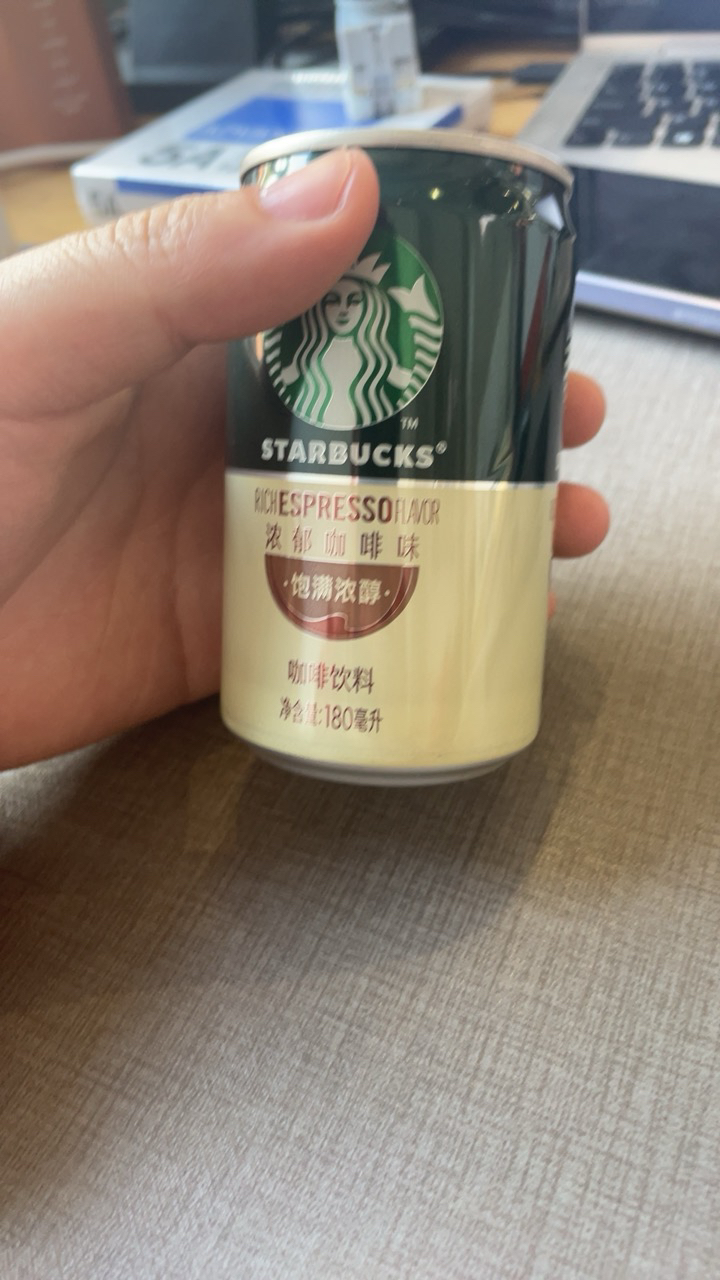 STARBUCKS®
TM
RICH ESPRESSO FLAVOR
浓郁咖啡味
·饱满浓醇·
咖啡饮料
净含量:180毫升